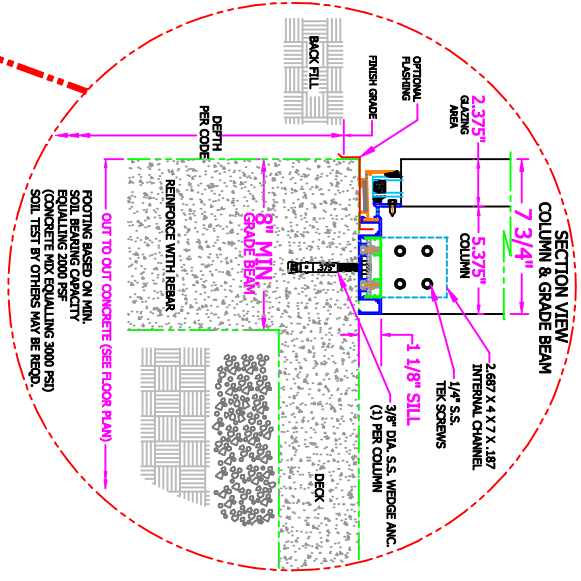 SECTION VIEW
COLUMN & GRADE BEAM
7 3/4"
2.375"
GLAZING
AREA
5.375"
COLUMN
2.687 X 4 X 7 X .187
INTERNAL CHANNEL
1/4" S.S.
TEK SCREWS
OPTIONAL
FLASHING
FINISH GRADE
BACK FILL
1 1/8" SILL
3/8" DIA. S.S. WEDGE ANC.
(1) PER COLUMN
.375"
8" MIN.
GRADE BEAM
DECK
DEPTH
PER CODE
REINFORCE WITH REBAR
OUT TO OUT CONCRETE (SEE FLOOR PLAN)
FOOTING BASED ON MIN.
SOIL BEARING CAPACITY
EQUALLING 2000 PSF
(CONCRETE MIX EQUALLING 3000 PSI)
SOIL TEST BY OTHERS MAY BE REQD.